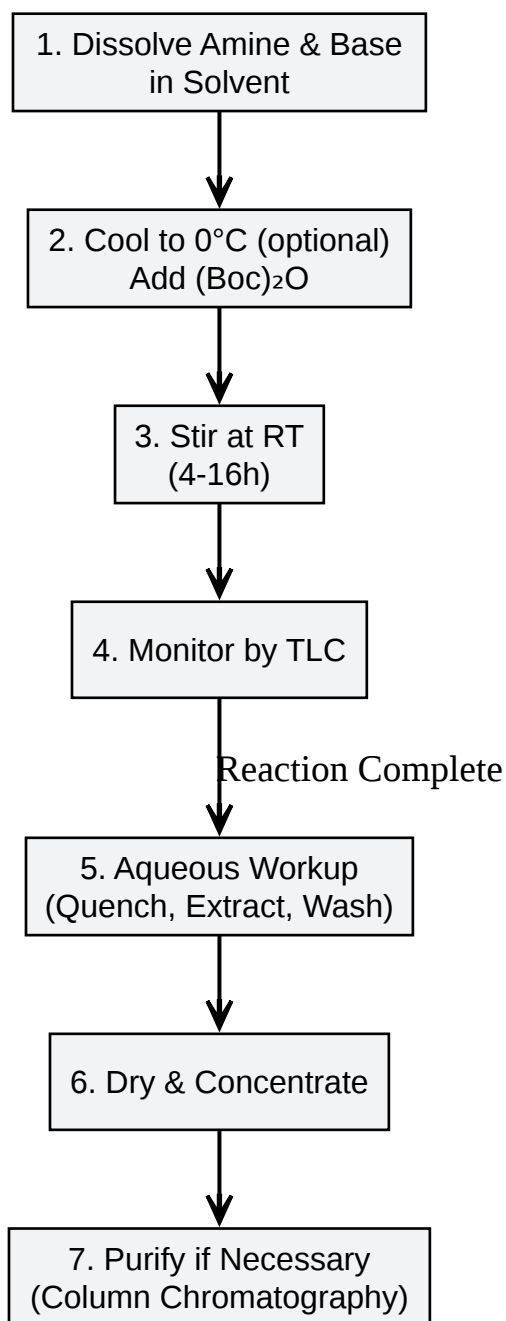 1. Dissolve Amine & Base
in Solvent
2. Cool to 0°C (optional)
Add (Boc)₂O
3. Stir at RT
(4-16h)
4. Monitor by TLC
Reaction Complete
5. Aqueous Workup
(Quench, Extract, Wash)
6. Dry & Concentrate
7. Purify if Necessary
(Column Chromatography)